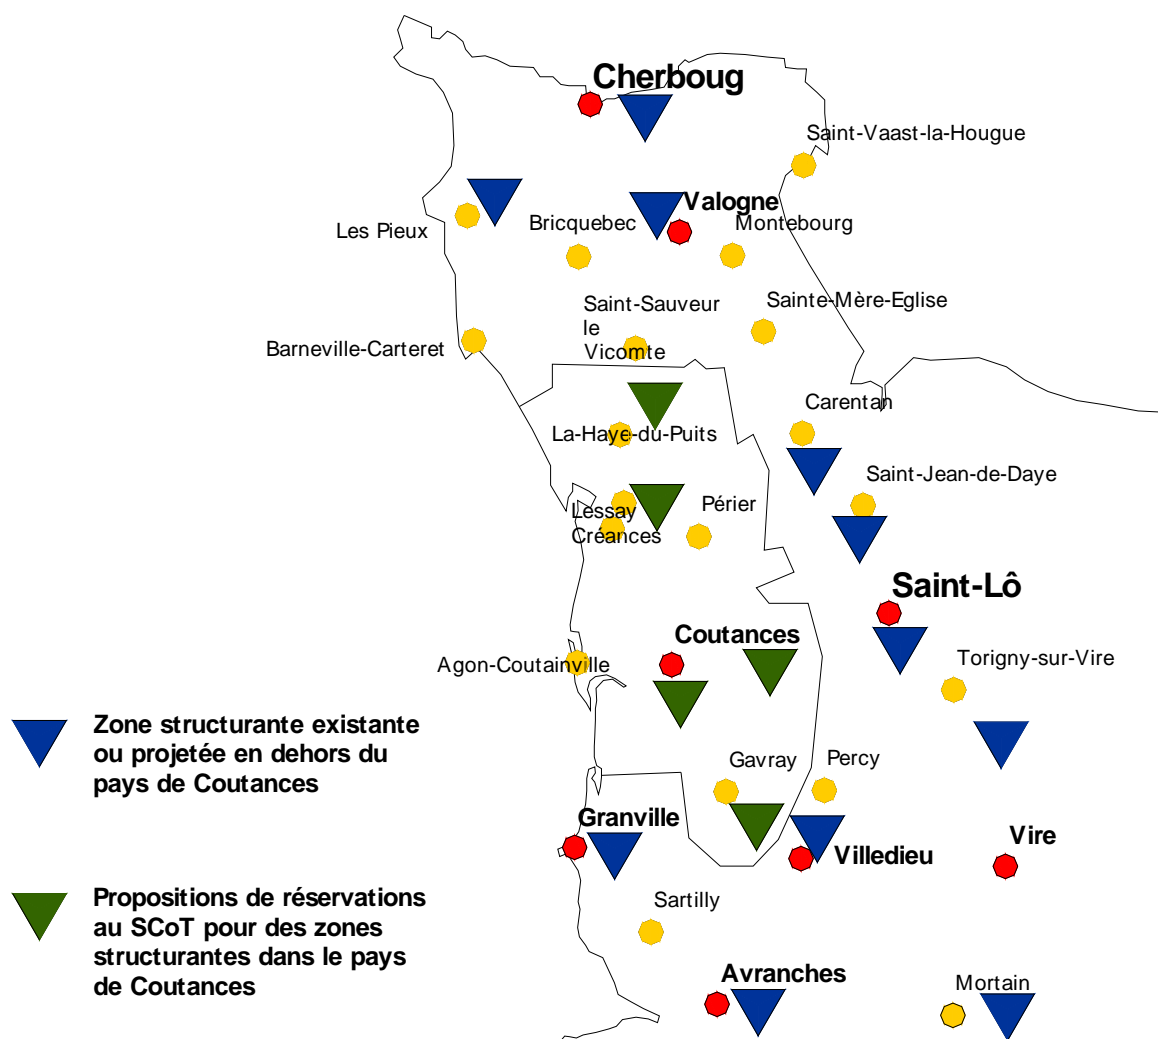 Cherboug
Saint-Vaast-la-Hougue
Valogne
Les Pieux
Bricquebec
Montebourg
Saint-Sauveur
le
Vicomte
Sainte-Mère-Eglise
Barneville-Carteret
Carentan
La-Haye-du-Puits
Saint-Jean-de-Daye
Lessay
Créances
Périer
Saint-Lô
Coutances
Agon-Coutainville
Torigny-sur-Vire
Zone structurante existante
ou projetée en dehors du
pays de Coutances
Gavray
Percy
Granville
Villedieu
Vire
Propositions de réservations
au SCoT pour des zones
structurantes dans le pays
de Coutances
Sartilly
Avranches
Mortain